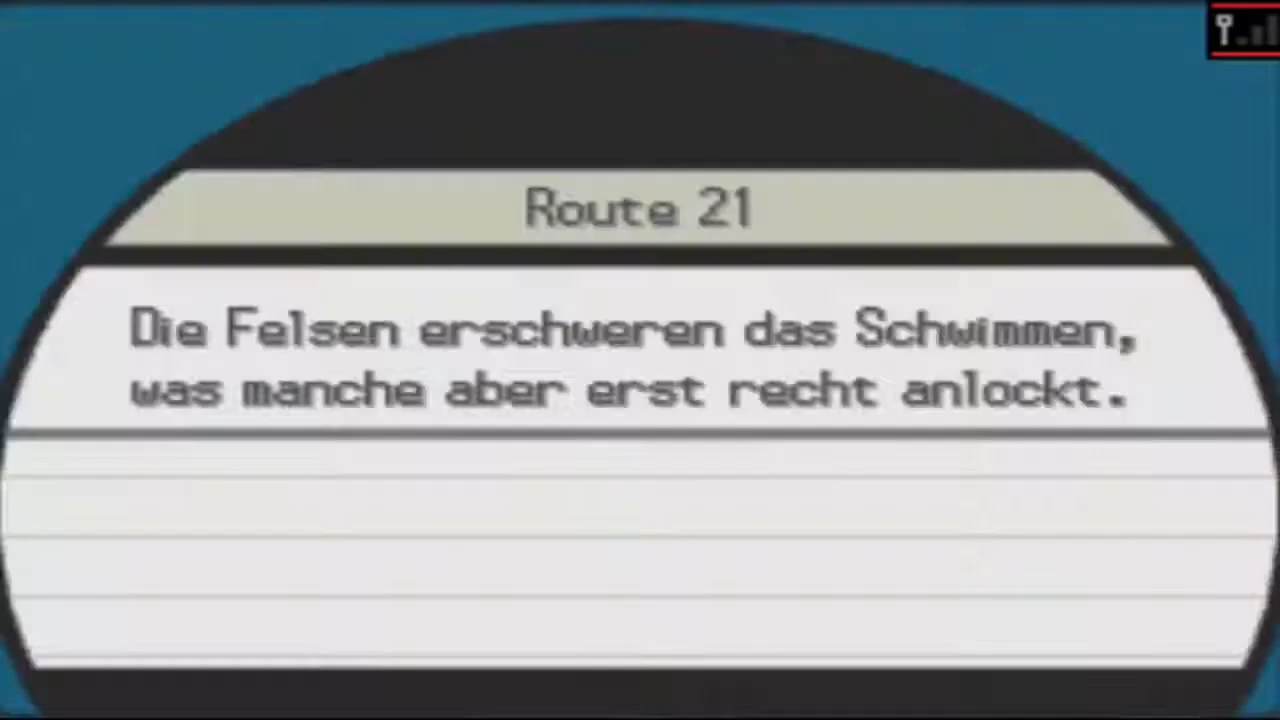 Route 21
Die Felsen erschweren das Schwimmen,
was manche aber erst recht anlockt.